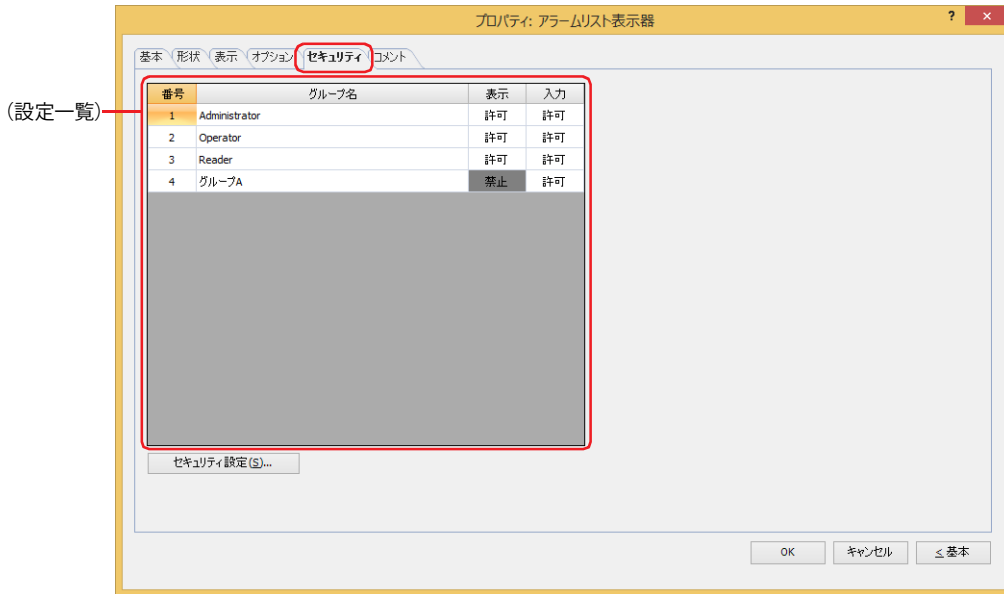 プロパティ: アラームリスト表示器
? ×
基本 形状 表示 オプション セキュリティ コメント
(設定一覧)
番号 グループ名 表示 入力
1 Administrator 許可 許可
2 Operator 許可 許可
3 Reader 許可 許可
4 グループA 禁止 許可
セキュリティ設定(S)...
OK キャンセル <基本